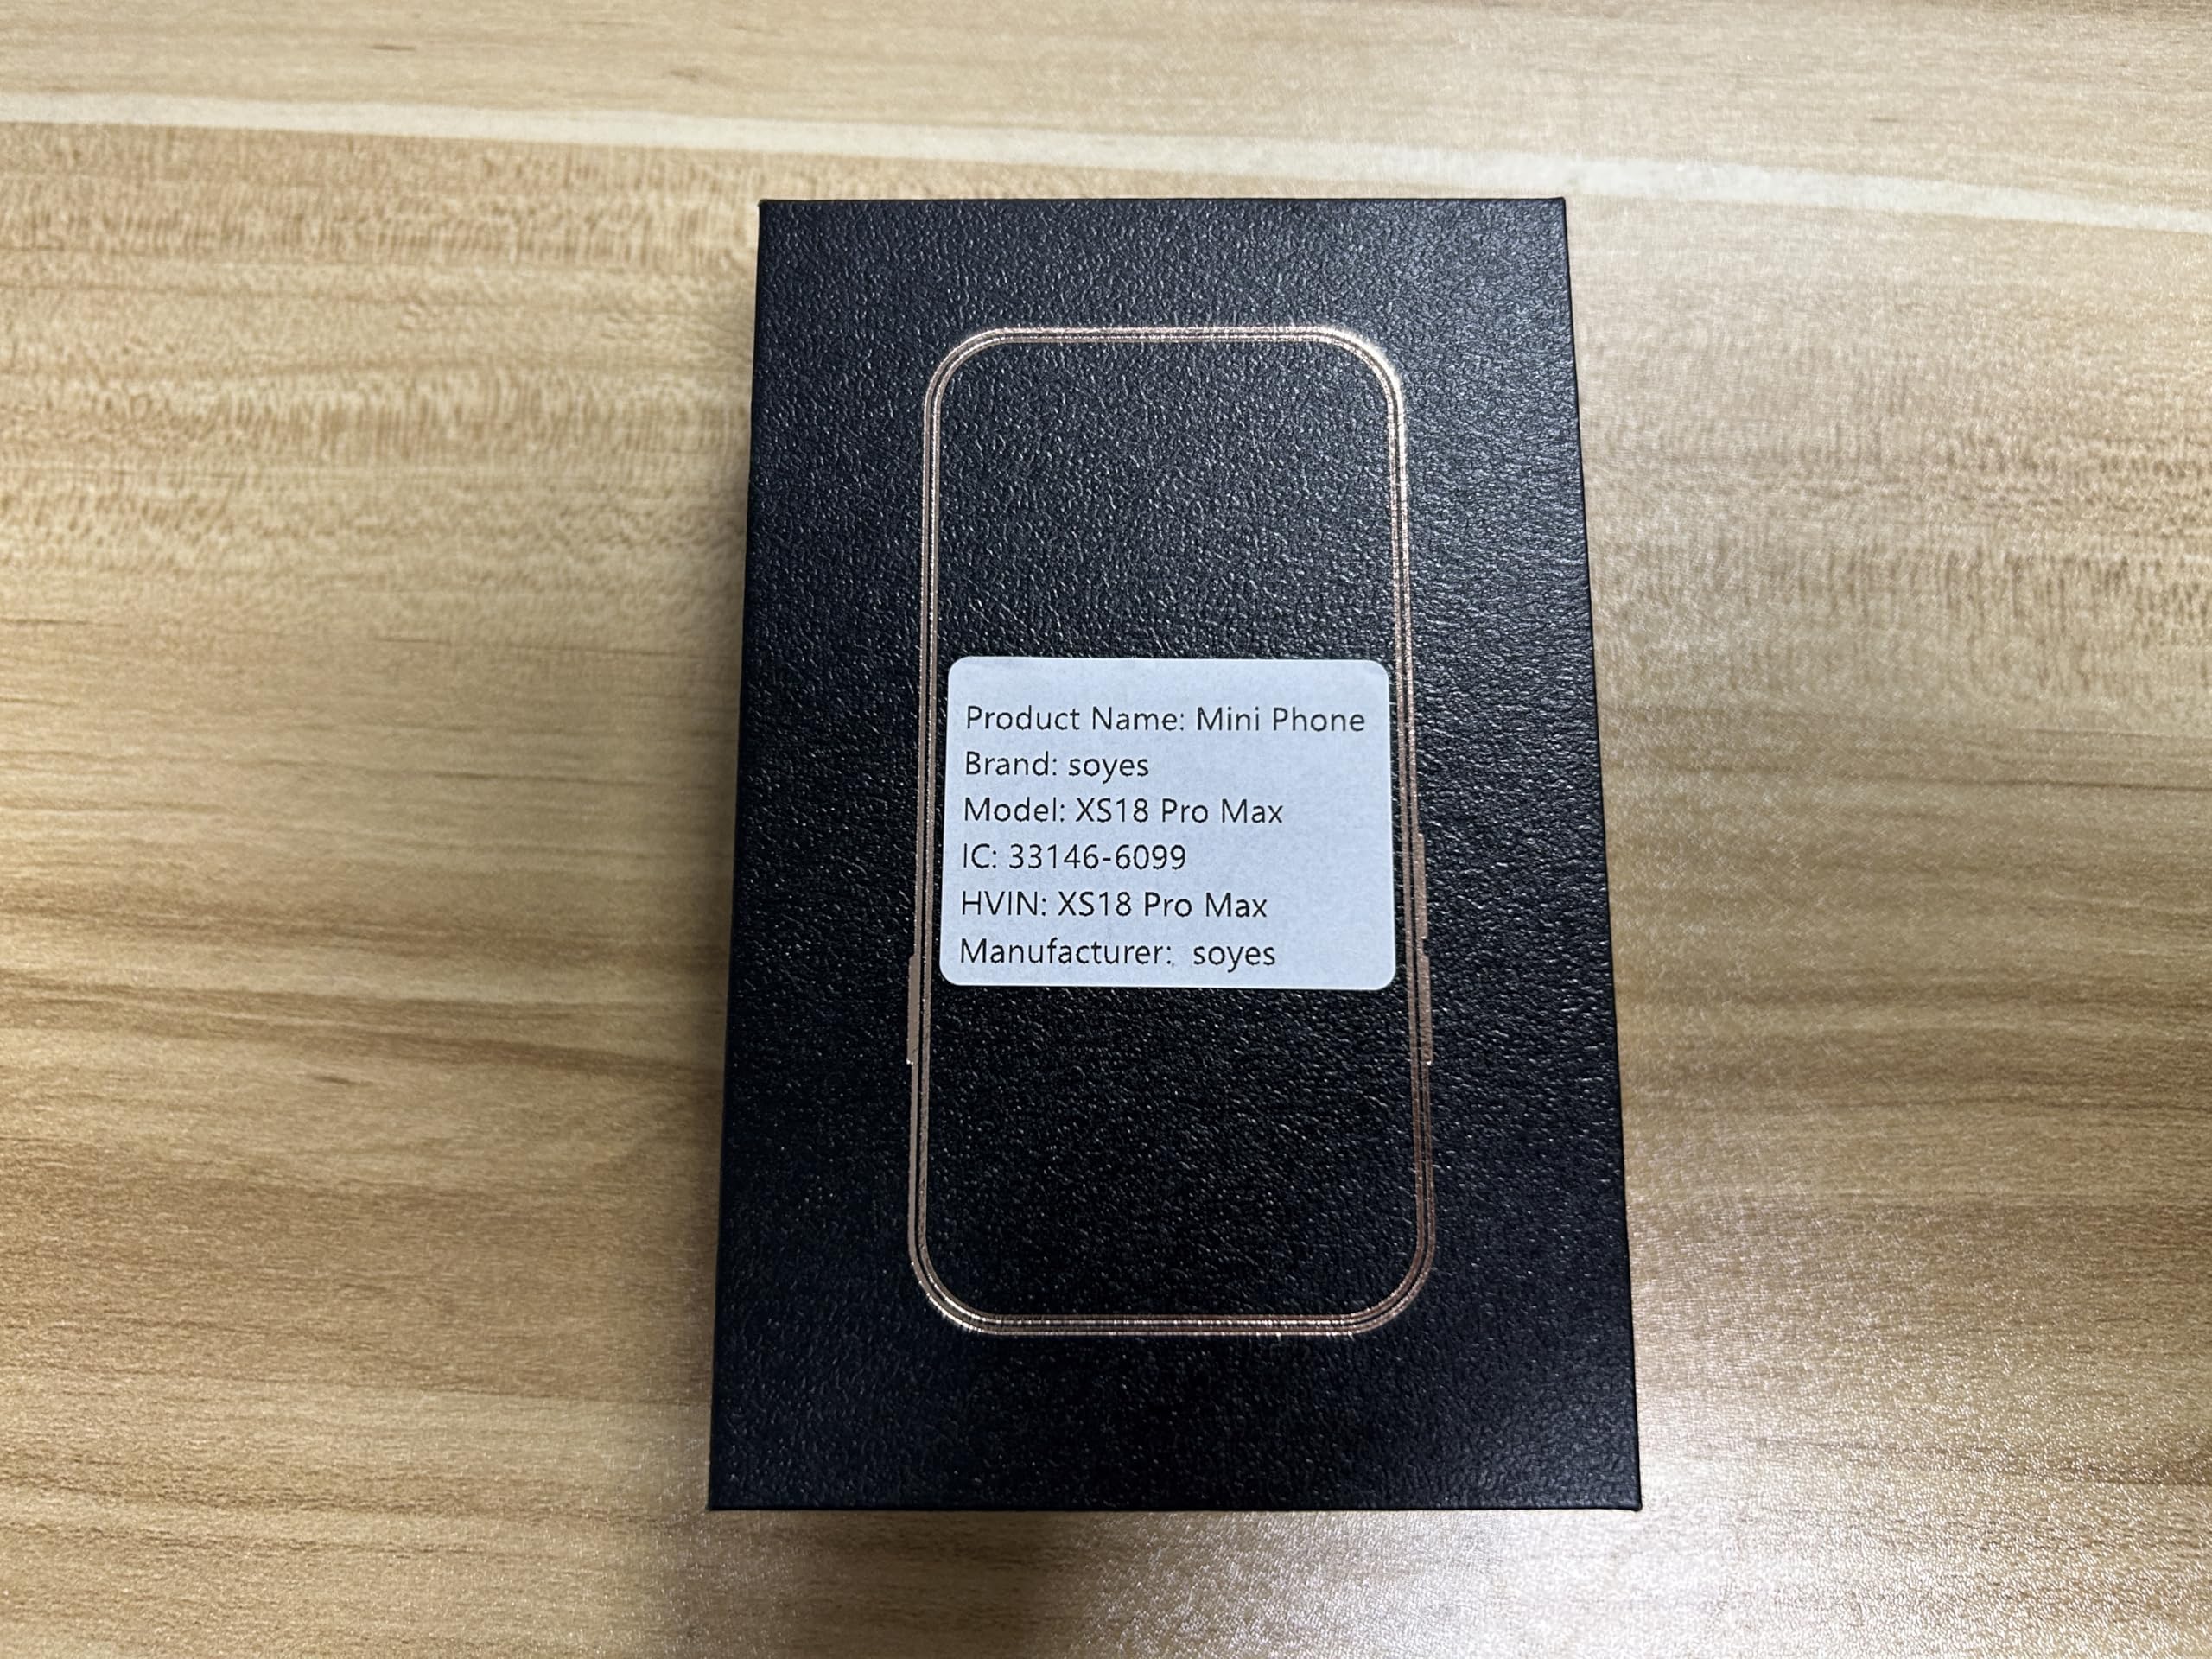 Product Name: Mini Phone
Brand: soyes
Model: XS18 Pro Max
IC: 33146-6099
HVIN: XS18 Pro Max
Manufacturer: soyes